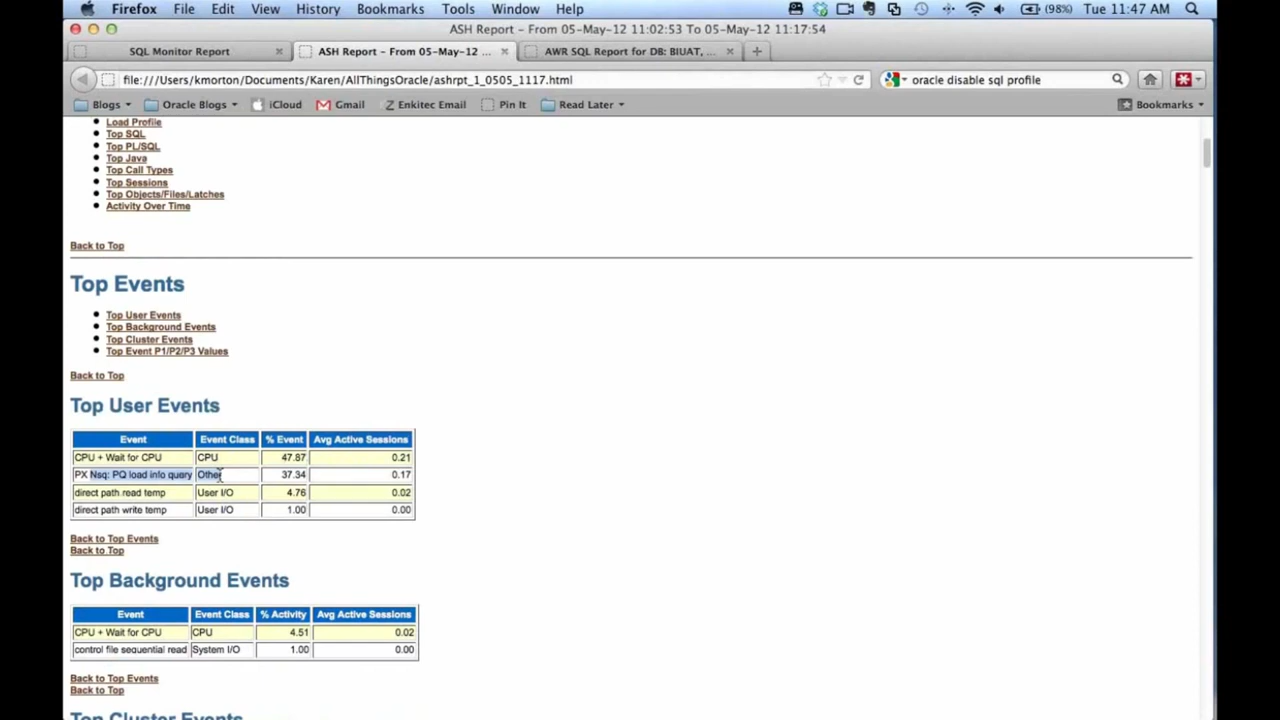 Firefox File Edit View History Bookmarks Tools Window Help (98%) Tue 11:47 AM
ASH Report - From 05-May-12 11:02:53 To 05-May-12 11:17:54
SQL Monitor Report × ASH Report - From 05-May-12 ... × AWR SQL Report for DB: BIUAT, ... × +
file:///Users/kmorton/Documents/Karen/AllThingsOracle/ashrpt_1_0505_1117.html oracle disable sql profile
Blogs Oracle Blogs iCloud Gmail Enkitec Email Pin It Read Later Bookmarks
Load Profile
Top SQL
Top PL/SQL
Top Java
Top Call Types
Top Sessions
Top Objects/Files/Latches
Activity Over Time
Back to Top
Top Events
Top User Events
Top Background Events
Top Cluster Events
Top Event P1/P2/P3 Values
Back to Top
Top User Events
Event Event Class % Event Avg Active Sessions
CPU + Wait for CPU CPU 47.87 0.21
PX Nsq: PQ load info query Other 37.34 0.17
direct path read temp User I/O 4.76 0.02
direct path write temp User I/O 1.00 0.00
Back to Top Events
Back to Top
Top Background Events
Event Event Class % Activity Avg Active Sessions
CPU + Wait for CPU CPU 4.51 0.02
control file sequential read System I/O 1.00 0.00
Back to Top Events
Back to Top
Top Cluster Events